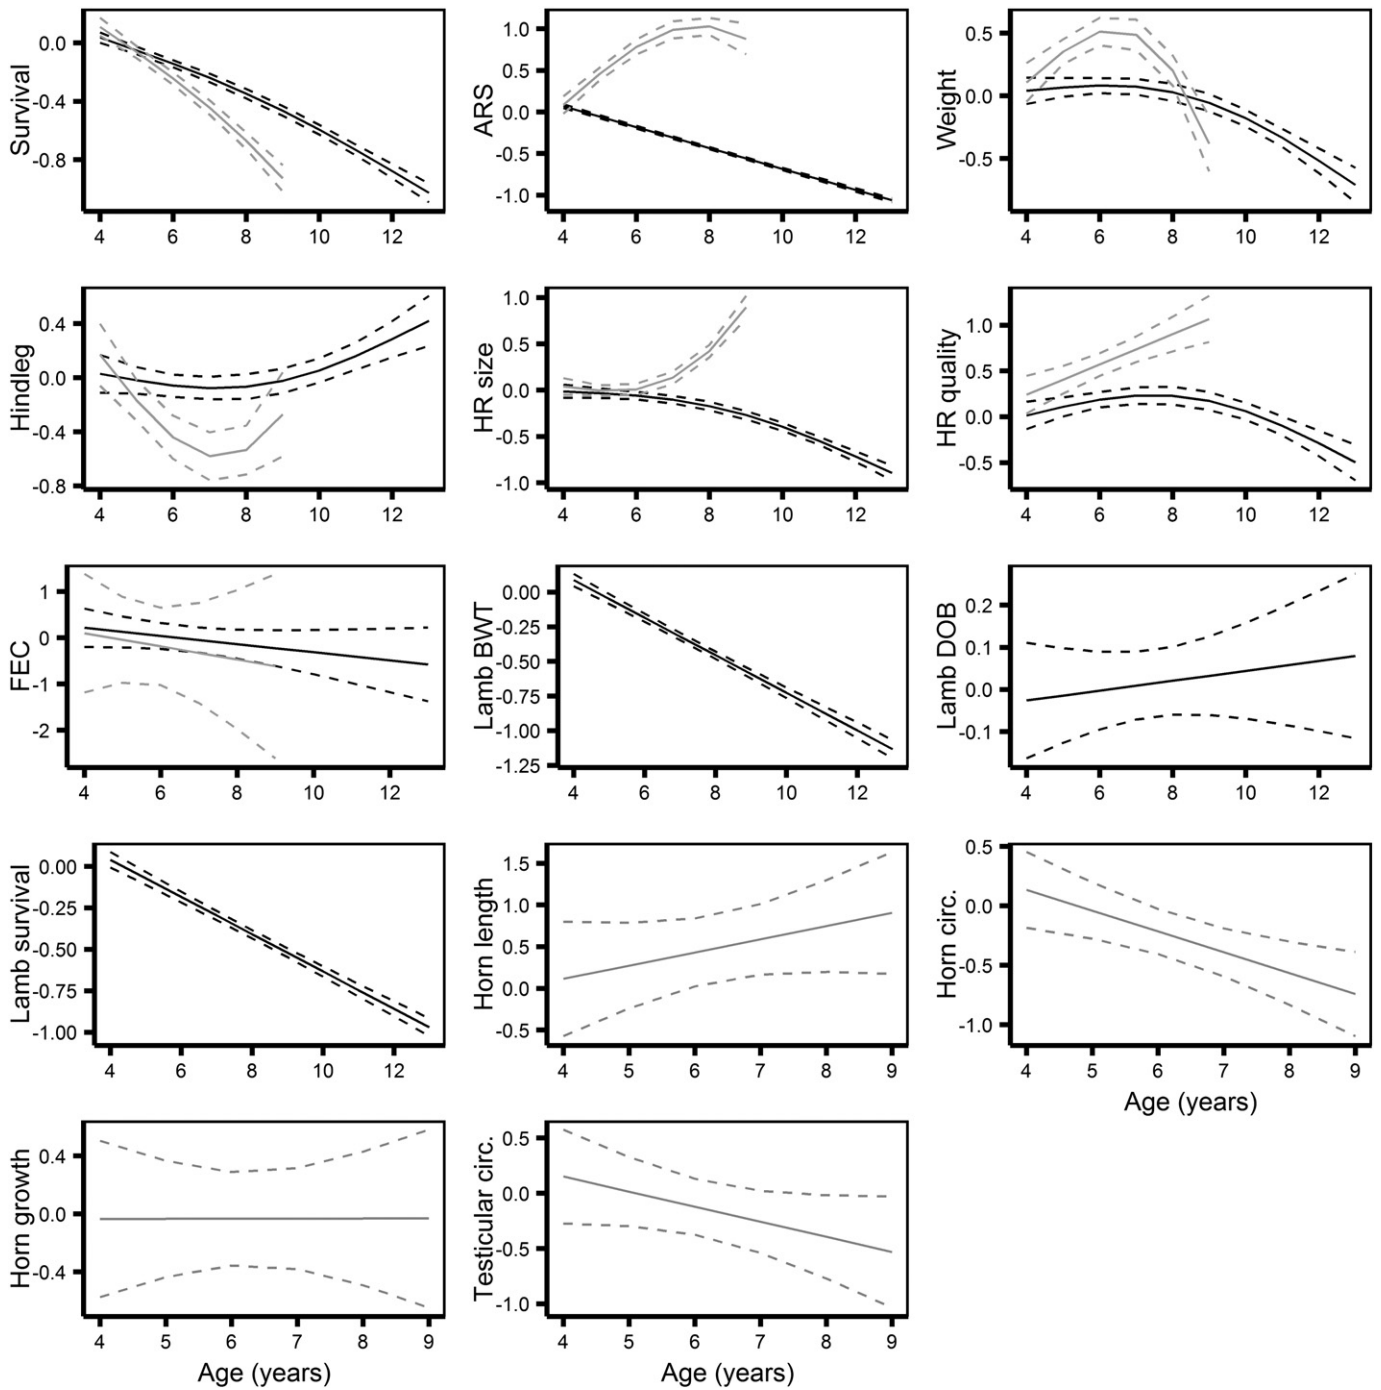 Survival
0.0
-0.4
-0.8
4 6 8 10 12
ARS
1.0
0.5
0.0
-0.5
-1.0
4 6 8 10 12
Weight
0.5
0.0
-0.5
4 6 8 10 12
Hindleg
0.4
0.0
-0.4
-0.8
4 6 8 10 12
HR size
1.0
0.5
0.0
-0.5
-1.0
4 6 8 10 12
HR quality
1.0
0.5
0.0
-0.5
4 6 8 10 12
FEC
1
0
-1
-2
4 6 8 10 12
Lamb BWT
0.00
-0.25
-0.50
-0.75
-1.00
-1.25
4 6 8 10 12
Lamb DOB
0.2
0.1
0.0
-0.1
4 6 8 10 12
Lamb survival
0.00
-0.25
-0.50
-0.75
-1.00
4 6 8 10 12
Horn length
1.5
1.0
0.5
0.0
-0.5
4 5 6 7 8 9
Horn circ.
0.5
0.0
-0.5
-1.0
4 5 6 7 8 9
Age (years)
Horn growth
0.4
0.0
-0.4
4 5 6 7 8 9
Age (years)
Testicular circ.
0.5
0.0
-0.5
-1.0
4 5 6 7 8 9
Age (years)